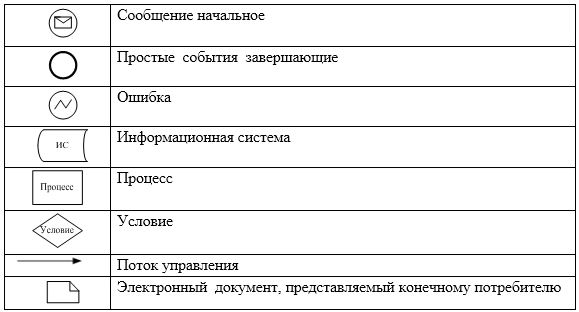 Сообщение начальное
Простые события завершающие
Ошибка
ИС
Информационная система
Процесс
Процесс
Условие
Условие
Поток управления
Электронный документ, представляемый конечному потребителю